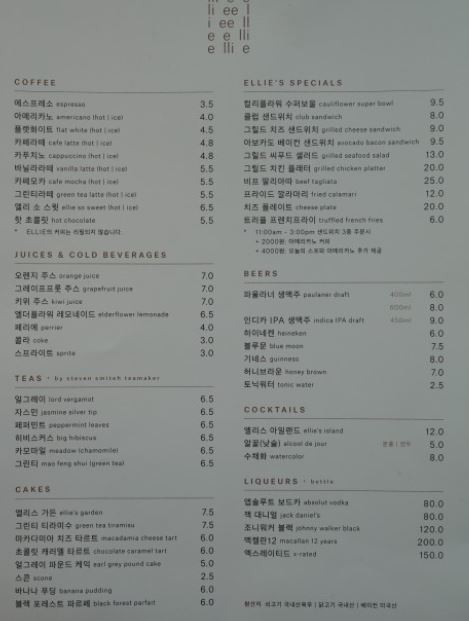 COFFEE
에스프레소 espresso 3.5
아메리카노 americano (hot | ice) 4.0
플랫화이트 flat white (hot | ice) 4.5
카페라떼 cafe latte (hot | ice) 4.8
카푸치노 cappuccino (hot | ice) 4.8
바닐라라떼 vanilla latte (hot | ice) 5.5
카페모카 cafe mocha (hot | ice) 5.5
그린티라떼 green tea latte (hot | ice) 5.5
엘리 소 스윗 ellie so sweet (hot | ice) 6.5
핫 초콜릿 hot chocolate 5.5
* ELLIE의 커피는 리필되지 않습니다.
JUICES & COLD BEVERAGES
오렌지 주스 orange juice 7.0
그레이프프룻 주스 grapefruit juice 7.0
키위 주스 kiwi juice 7.0
엘더플라워 레모네이드 elderflower lemonade 6.5
페리에 perrier 4.0
콜라 coke 3.0
스프라이트 sprite 3.0
TEAS · by steven smith teamaker
얼그레이 lord vergamot 6.5
자스민 jasmine silver tip 6.5
페퍼민트 peppermint leaves 6.5
히비스커스 big hibiscus 6.5
카모마일 meadow (chamomile) 6.5
그린티 mao feng shui (green tea) 6.5
CAKES
엘리스 가든 ellie's garden 7.5
그린티 티라미수 green tea tiramisu 7.5
마카다미아 치즈 타르트 macadamia cheese tart 6.0
초콜릿 캐러멜 타르트 chocolate caramel tart 6.0
얼그레이 파운드 케익 earl grey pound cake 5.0
스콘 scone 2.5
바나나 푸딩 banana pudding 6.0
블랙 포레스트 파르페 black forest parfait 6.0
ELLIE'S SPECIALS
컬리플라워 수퍼보울 cauliflower super bowl 9.5
클럽 샌드위치 club sandwich 8.0
그릴드 치즈 샌드위치 grilled cheese sandwich 9.0
아보카도 베이컨 샌드위치 avocado bacon sandwich 9.5
그릴드 씨푸드 샐러드 grilled seafood salad 13.0
그릴드 치킨 플래터 grilled chicken platter 20.0
비프 딸리아따 beef tagliata 25.0
프라이드 깔라마리 fried calamari 12.0
치즈 플레이트 cheese plate 20.0
트러플 프렌치프라이 truffled french fries 6.0
* 11:00am - 3:00pm 샌드위치 3종 주문시
+ 2000원: 아메리카노 커피
+ 4000원: 오늘의 스프와 아메리카노 추가 제공
BEERS
파울라너 생맥주 paulaner draft 400ml 6.0
600ml 8.0
인디카 IPA 생맥주 indica IPA draft 450ml 9.0
하이네켄 heineken 6.0
블루문 blue moon 7.5
기네스 guinness 8.0
허니브라운 honey brown 7.0
토닉워터 tonic water 2.5
COCKTAILS
엘리스 아일랜드 ellie's island 12.0
알꼴(낮술) alcool de jour 5.0
수채화 watercolor 8.0
LIQUEURS · bottle
앱솔루트 보드카 absolut vodka 80.0
잭 대니얼 jack daniel's 80.0
조니워커 블랙 johnny walker black 120.0
맥캘란12 macallan 12 years 200.0
엑스레이티드 x-rated 150.0